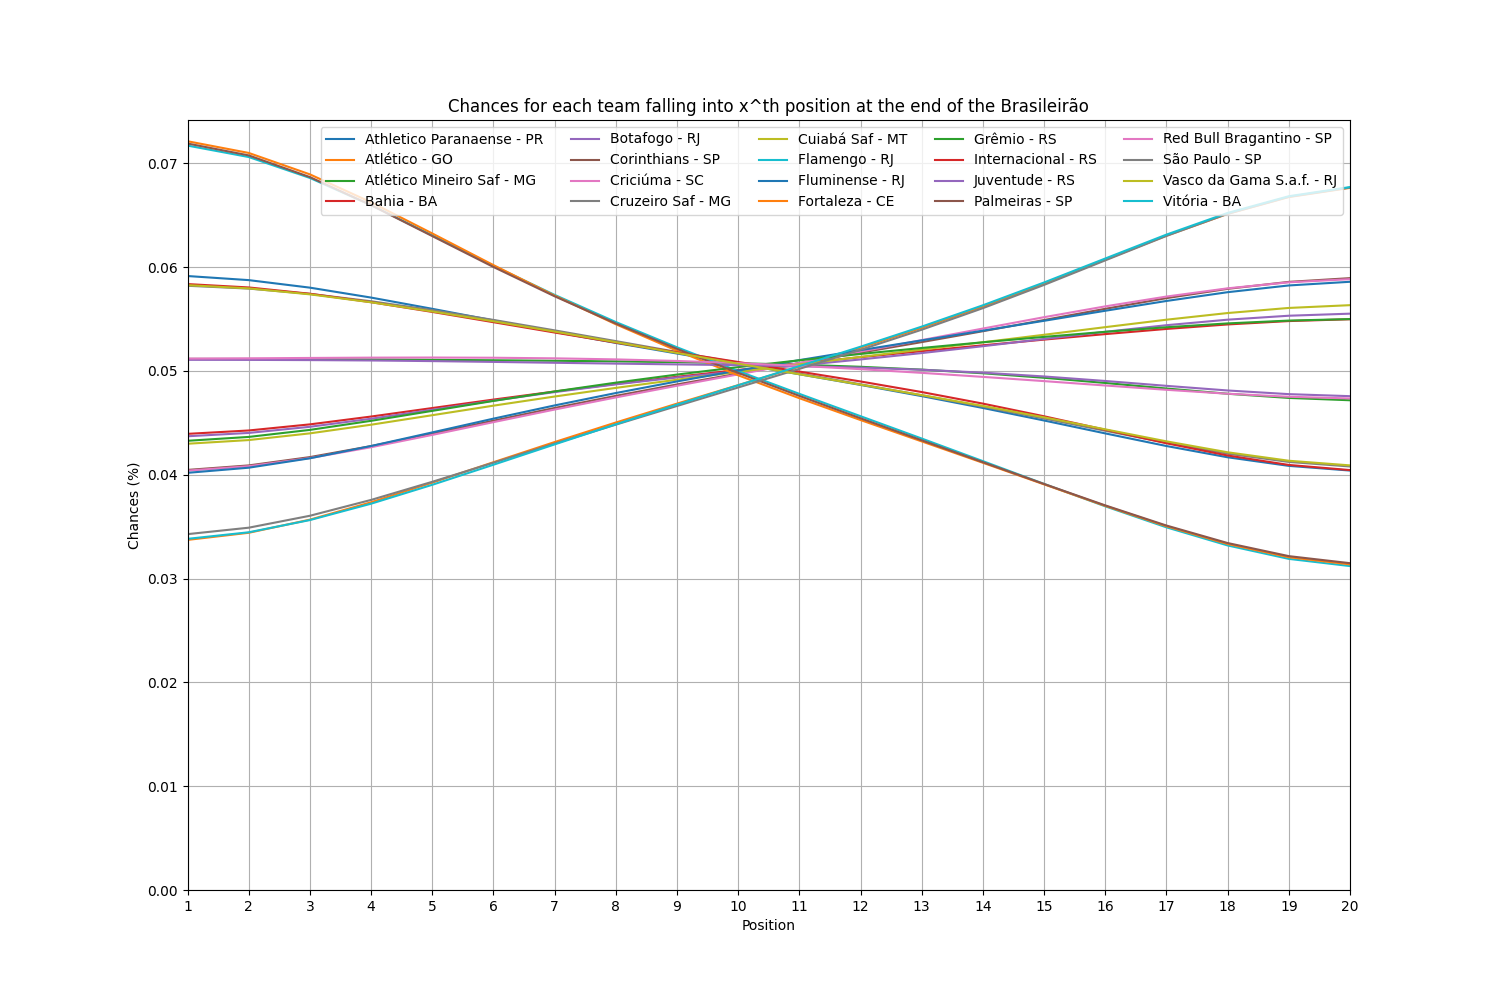 Chances for each team falling into x^th position at the end of the Brasileirão
Athletico Paranaense - PR
Atlético - GO
Atlético Mineiro Saf - MG
Bahia - BA
Botafogo - RJ
Corinthians - SP
Criciúma - SC
Cruzeiro Saf - MG
Cuiabá Saf - MT
Flamengo - RJ
Fluminense - RJ
Fortaleza - CE
Grêmio - RS
Internacional - RS
Juventude - RS
Palmeiras - SP
Red Bull Bragantino - SP
São Paulo - SP
Vasco da Gama S.a.f. - RJ
Vitória - BA
Chances (%)
0.07
0.06
0.05
0.04
0.03
0.02
0.01
0.00
1 2 3 4 5 6 7 8 9 10 11 12 13 14 15 16 17 18 19 20
Position